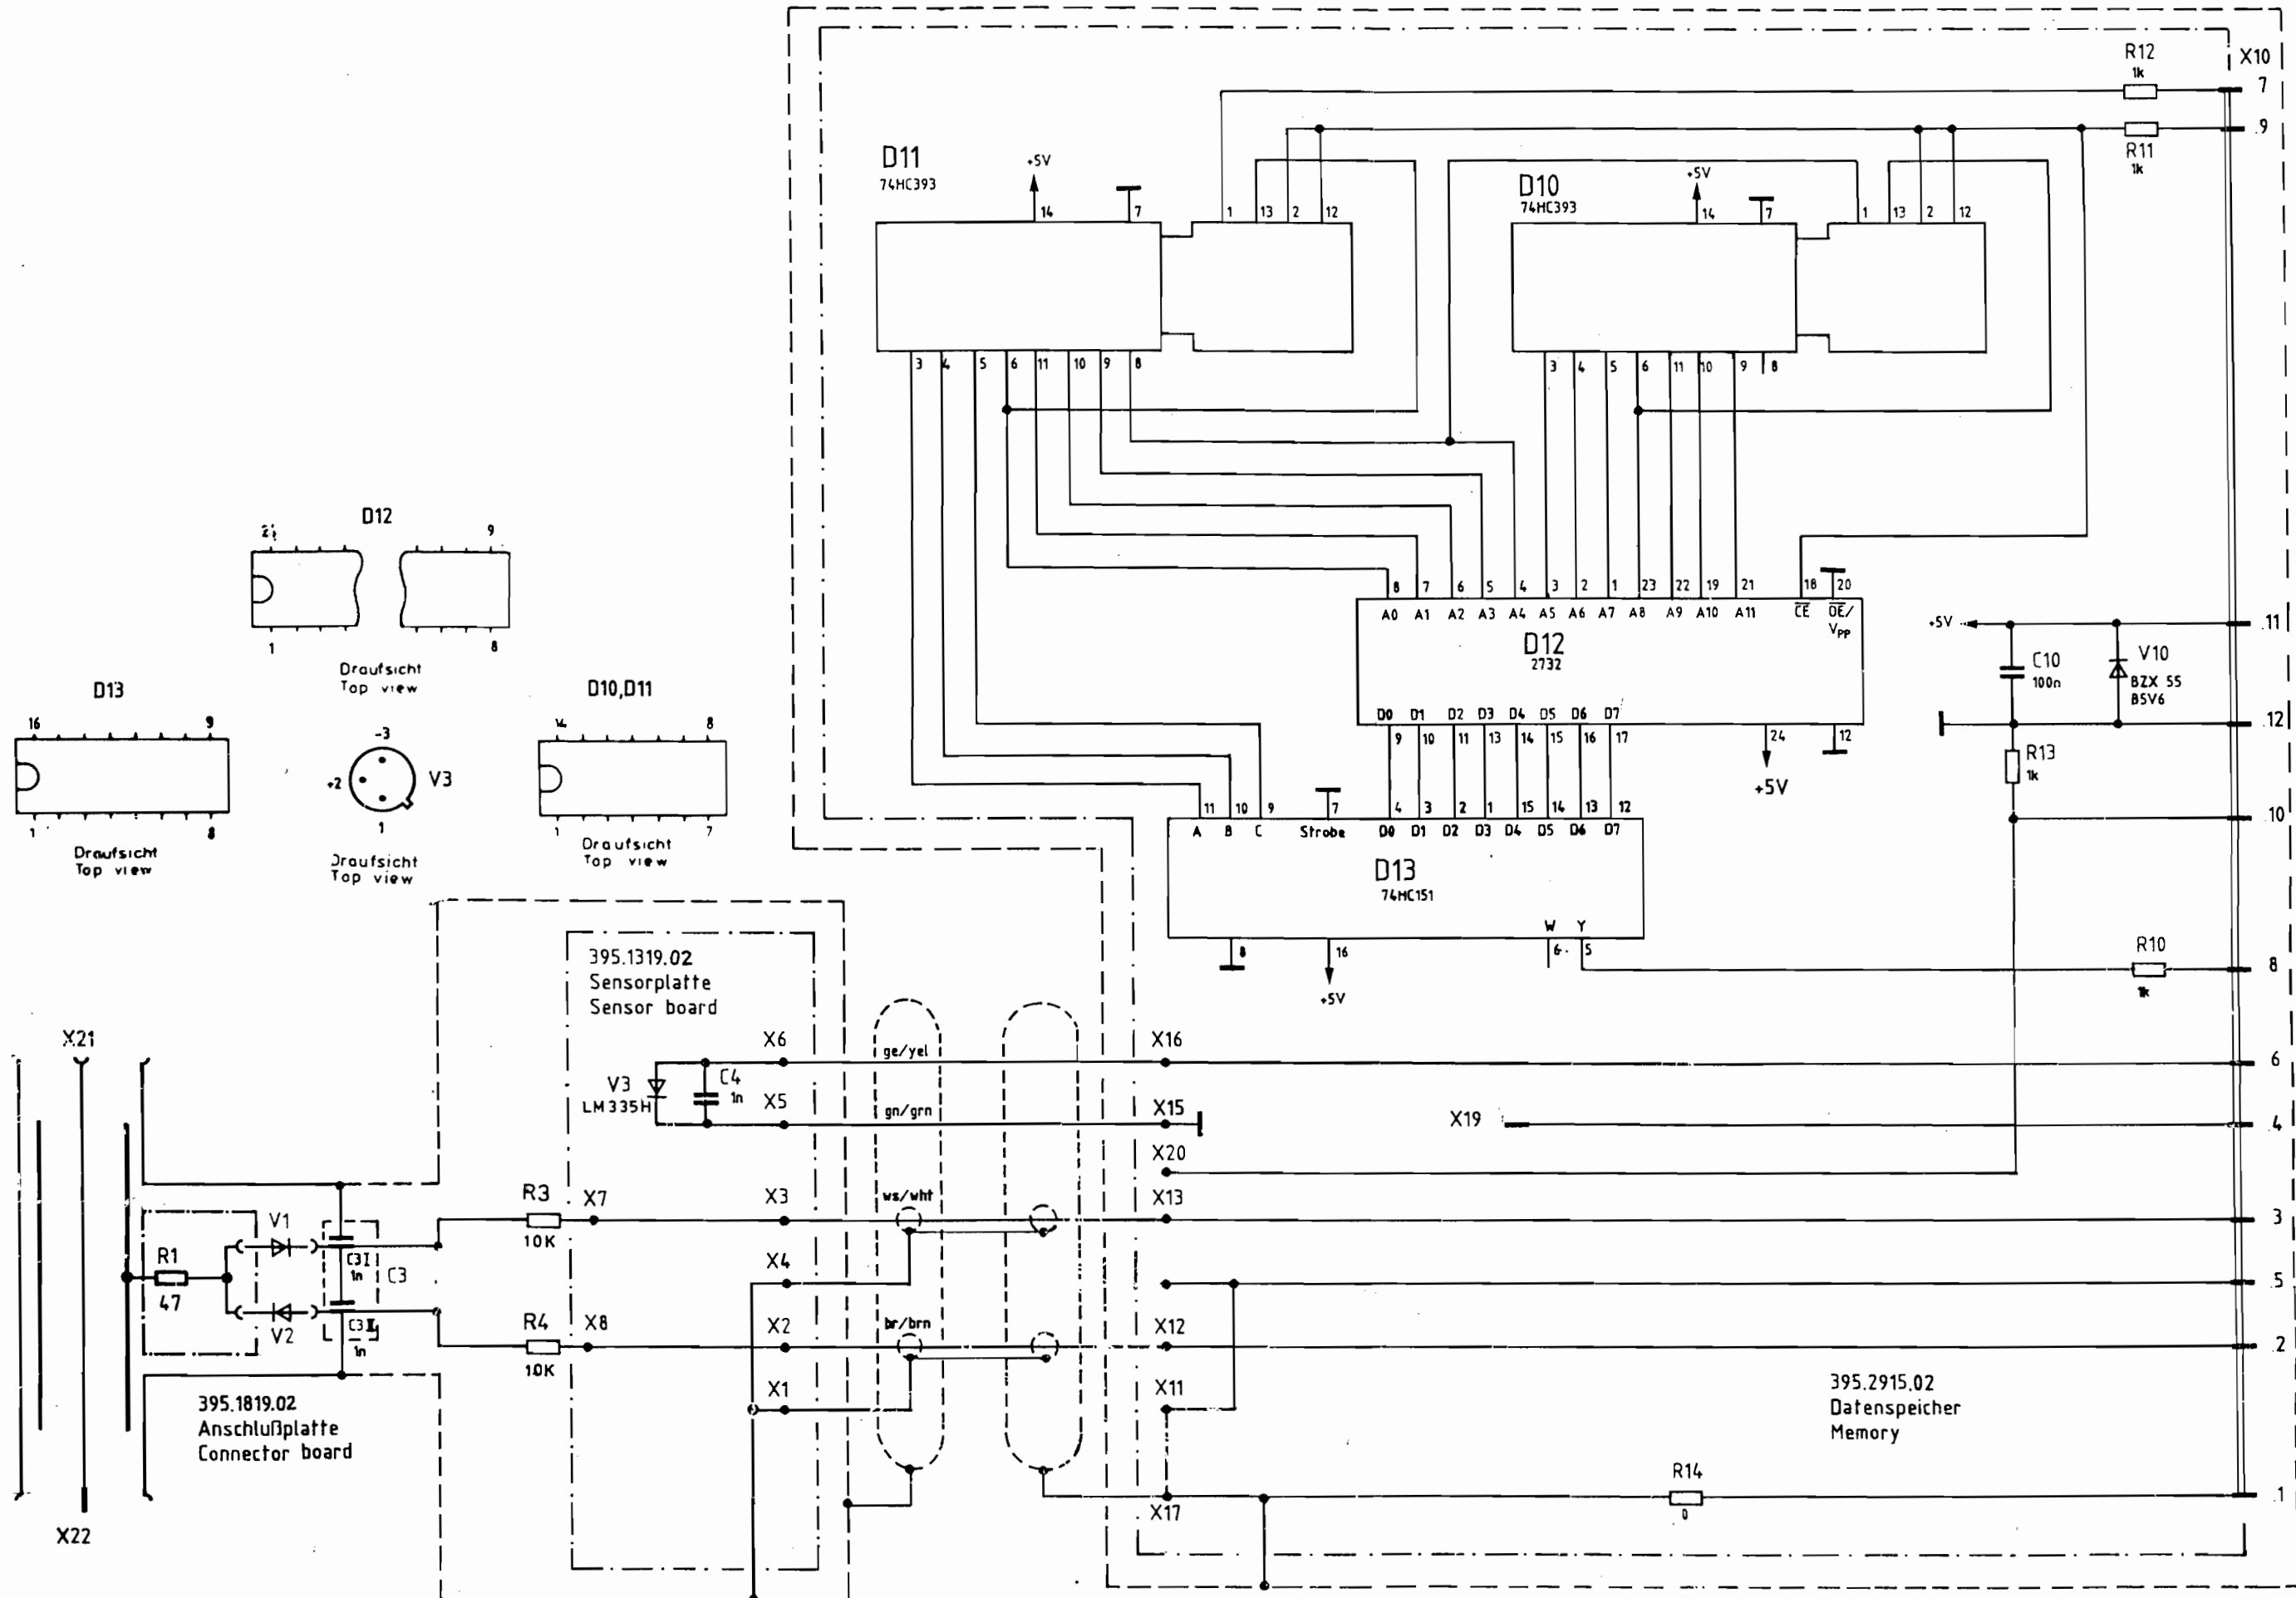 R12
1k
X10
7
.9
R11
1k
D11
74HC393
+5V
14
7
1 13 2 12
D10
74HC393
+5V
14
7
1 13 2 12
3 4 5 6 11 10 9 8
3 4 5 6 11 10 9 8
D12
9
1
8
Draufsicht
Top view
8 7 6 5 4 3 2 1 23 22 19 21 18 20
A0 A1 A2 A3 A4 A5 A6 A7 A8 A9 A10 A11 CE OE/
VPP
D12
2732
D0 D1 D2 D3 D4 D5 D6 D7
9 10 11 13 14 15 16 17 24 12
+5V
+5V
.11
C10
100n
V10
BZX 55
B5V6
.12
R13
1k
.10
D13
16
9
1
8
Draufsicht
Top view
-3
+2
V3
1
Draufsicht
Top view
D10,D11
14
8
1
7
Draufsicht
Top view
11 10 9 7 4 3 2 1 15 14 13 12
A B C Strobe D0 D1 D2 D3 D4 D5 D6 D7
D13
74HC151
W Y
8 16 6 5
+5V
R10
1k
8
395.1319.02
Sensorplatte
Sensor board
X21
X6
ge/yel
X16
6
V3
LM335H
C4
1n
X5
gn/grn
X15
X19
.4
X20
R3
10K
X7
X3
ws/wht
X13
3
V1
R1
47
C3I
1n
C3
X4
.5
V2
C3II
1n
R4
10K
X8
X2
br/brn
X12
.2
X1
X11
395.1819.02
Anschlußplatte
Connector board
395.2915.02
Datenspeicher
Memory
R14
0
.1
X17
X22